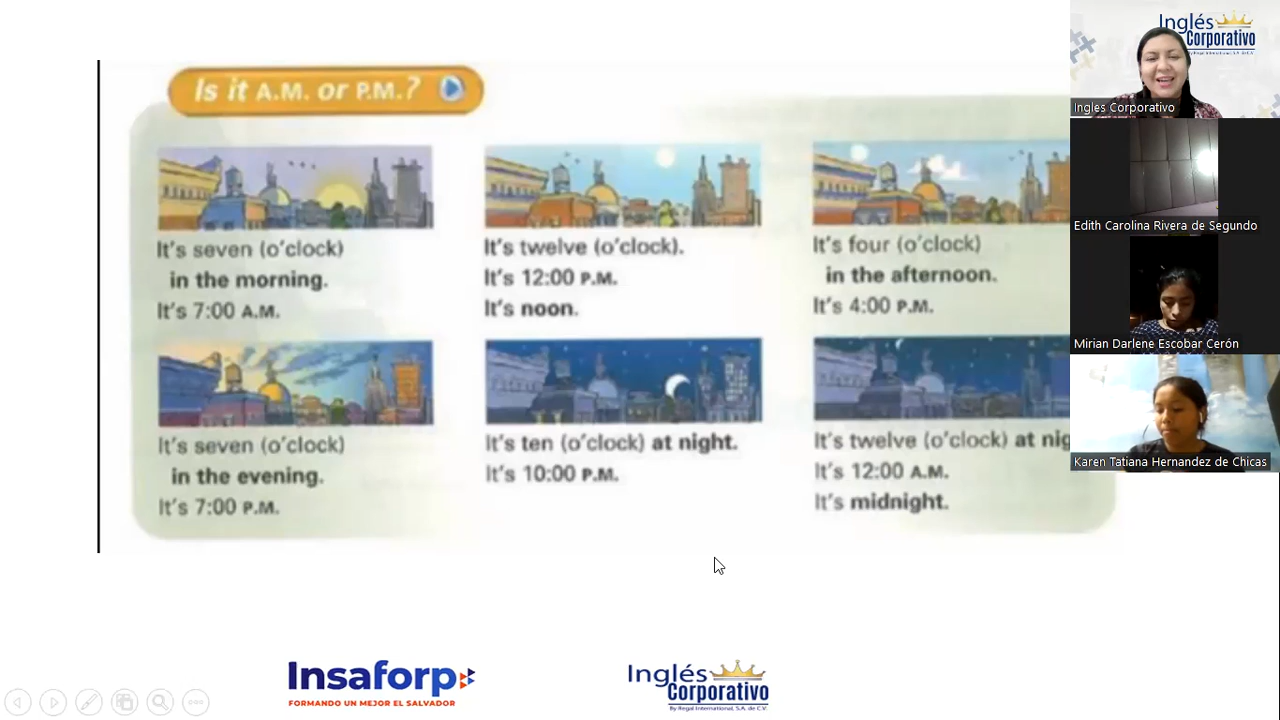 Is it A.M. or P.M.?
It's seven (o'clock)
in the morning.
It's 7:00 A.M.
It's twelve (o'clock).
It's 12:00 P.M.
It's noon.
It's four (o'clock)
in the afternoon.
It's 4:00 P.M.
It's seven (o'clock)
in the evening.
It's 7:00 P.M.
It's ten (o'clock) at night.
It's 10:00 P.M.
It's twelve (o'clock) at nig
It's 12:00 A.M.
It's midnight.
Insaforp
FORMANDO UN MEJOR EL SALVADOR
Inglés
Corporativo
By Regal International, S.A. de C.V.
Inglés
Corporativo
By Regal International, S.A. de C.V.
Ingles Corporativo
Edith Carolina Rivera de Segundo
Mirian Darlene Escobar Cerón
Karen Tatiana Hernandez de Chicas